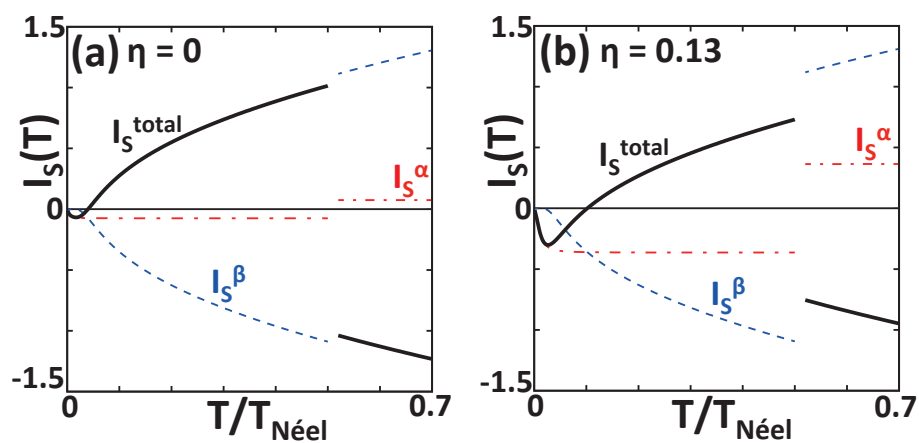 1.5
(a) η = 0
I_S^total
I_S(T)
I_S^α
0
I_S^β
-1.5
0
T/T_Néel
0.7
1.5
(b) η = 0.13
I_S^total
I_S^α
I_S(T)
0
I_S^β
-1.5
0
T/T_Néel
0.7